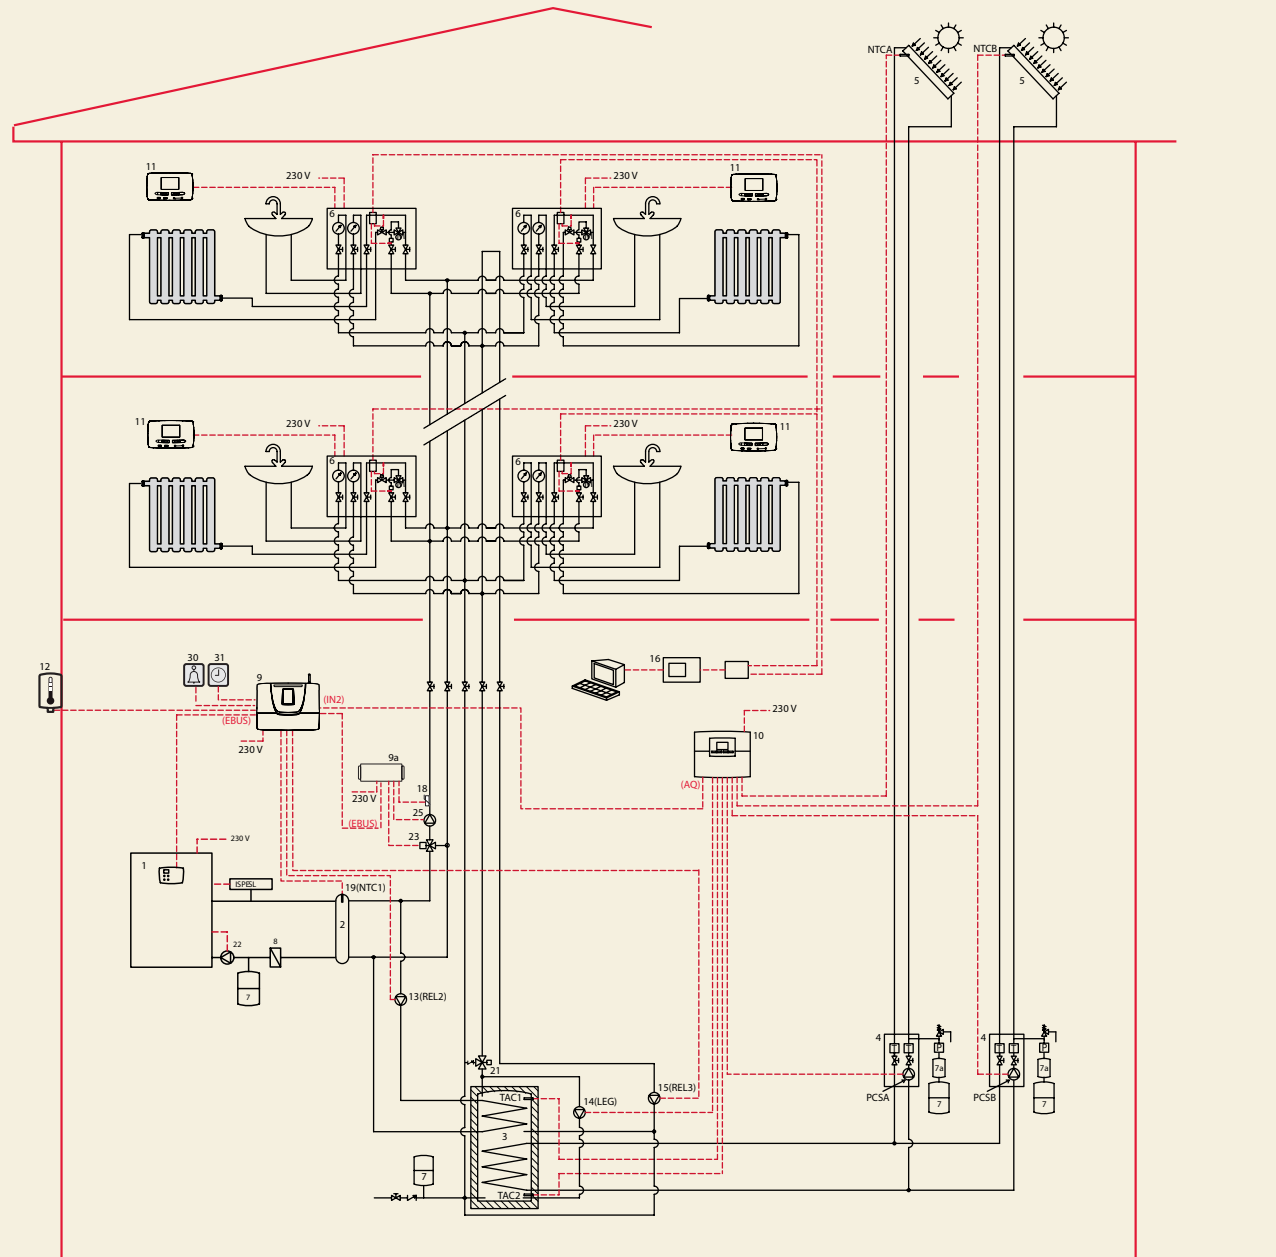 NTCA
NTCB
5
5
11
230 V
230 V
11
6
6
11
230 V
230 V
11
6
6
12
30
31
9
(IN2)
(EBUS)
230 V
16
230 V
10
(AQ)
9a
230 V
18
25
(EBUS)
23
230 V
1
ISPESL
19(NTC1)
2
22
8
7
13(REL2)
21
15(REL3)
14(LEG)
TAC1
3
TAC2
7
4
T
T
P
7a
7
PCSA
4
T
T
P
7a
7
PCSB